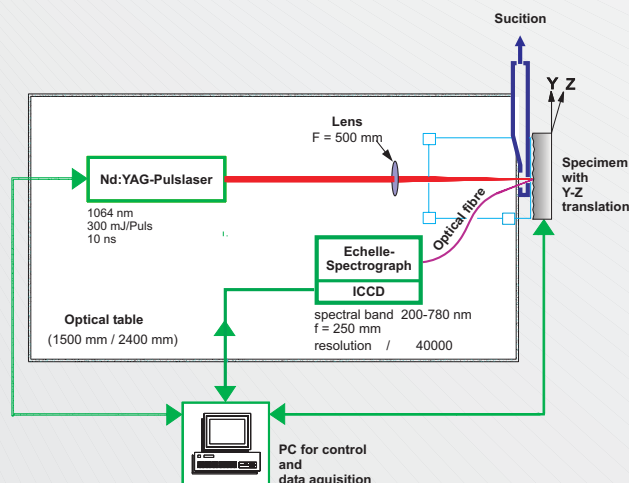 Sucition
Y Z
Lens
F = 500 mm
Nd:YAG-Pulslaser
1064 nm
300 mJ/Puls
10 ns
Specimem
with
Y-Z
translation
Optical fibre
Echelle-
Spectrograph
ICCD
spectral band 200-780 nm
f = 250 mm
resolution / 40000
Optical table
(1500 mm / 2400 mm)
PC for control
and
data aquisition